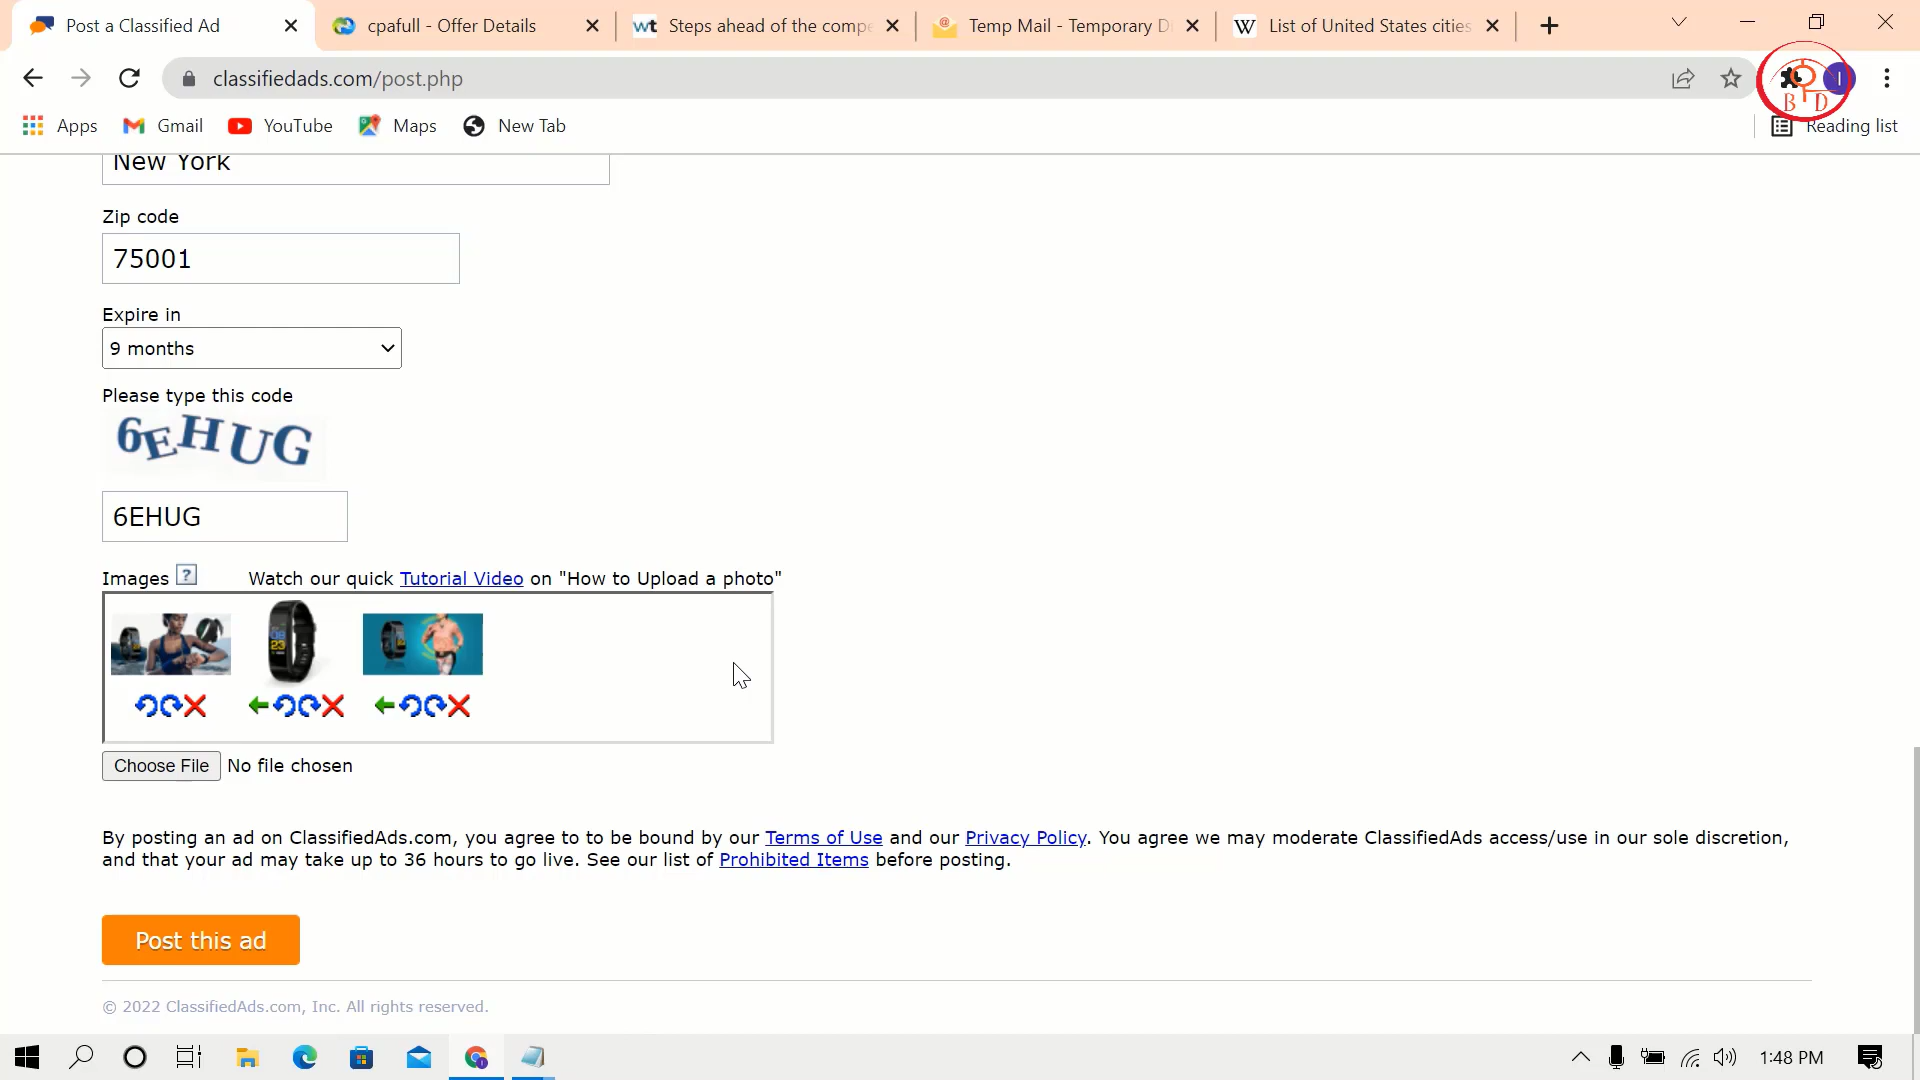 Post a Classified Ad
cpafull - Offer Details
wt Steps ahead of the compe
Temp Mail - Temporary D
W List of United States cities
classifiedads.com/post.php
I
B D
Apps
Gmail
YouTube
Maps
New Tab
Reading list
New York
Zip code
75001
Expire in
9 months
Please type this code
6EHUG
6EHUG
Images ? Watch our quick Tutorial Video on "How to Upload a photo"
08
23
Choose File No file chosen
By posting an ad on ClassifiedAds.com, you agree to to be bound by our Terms of Use and our Privacy Policy. You agree we may moderate ClassifiedAds access/use in our sole discretion,
and that your ad may take up to 36 hours to go live. See our list of Prohibited Items before posting.
Post this ad
© 2022 ClassifiedAds.com, Inc. All rights reserved.
1:48 PM